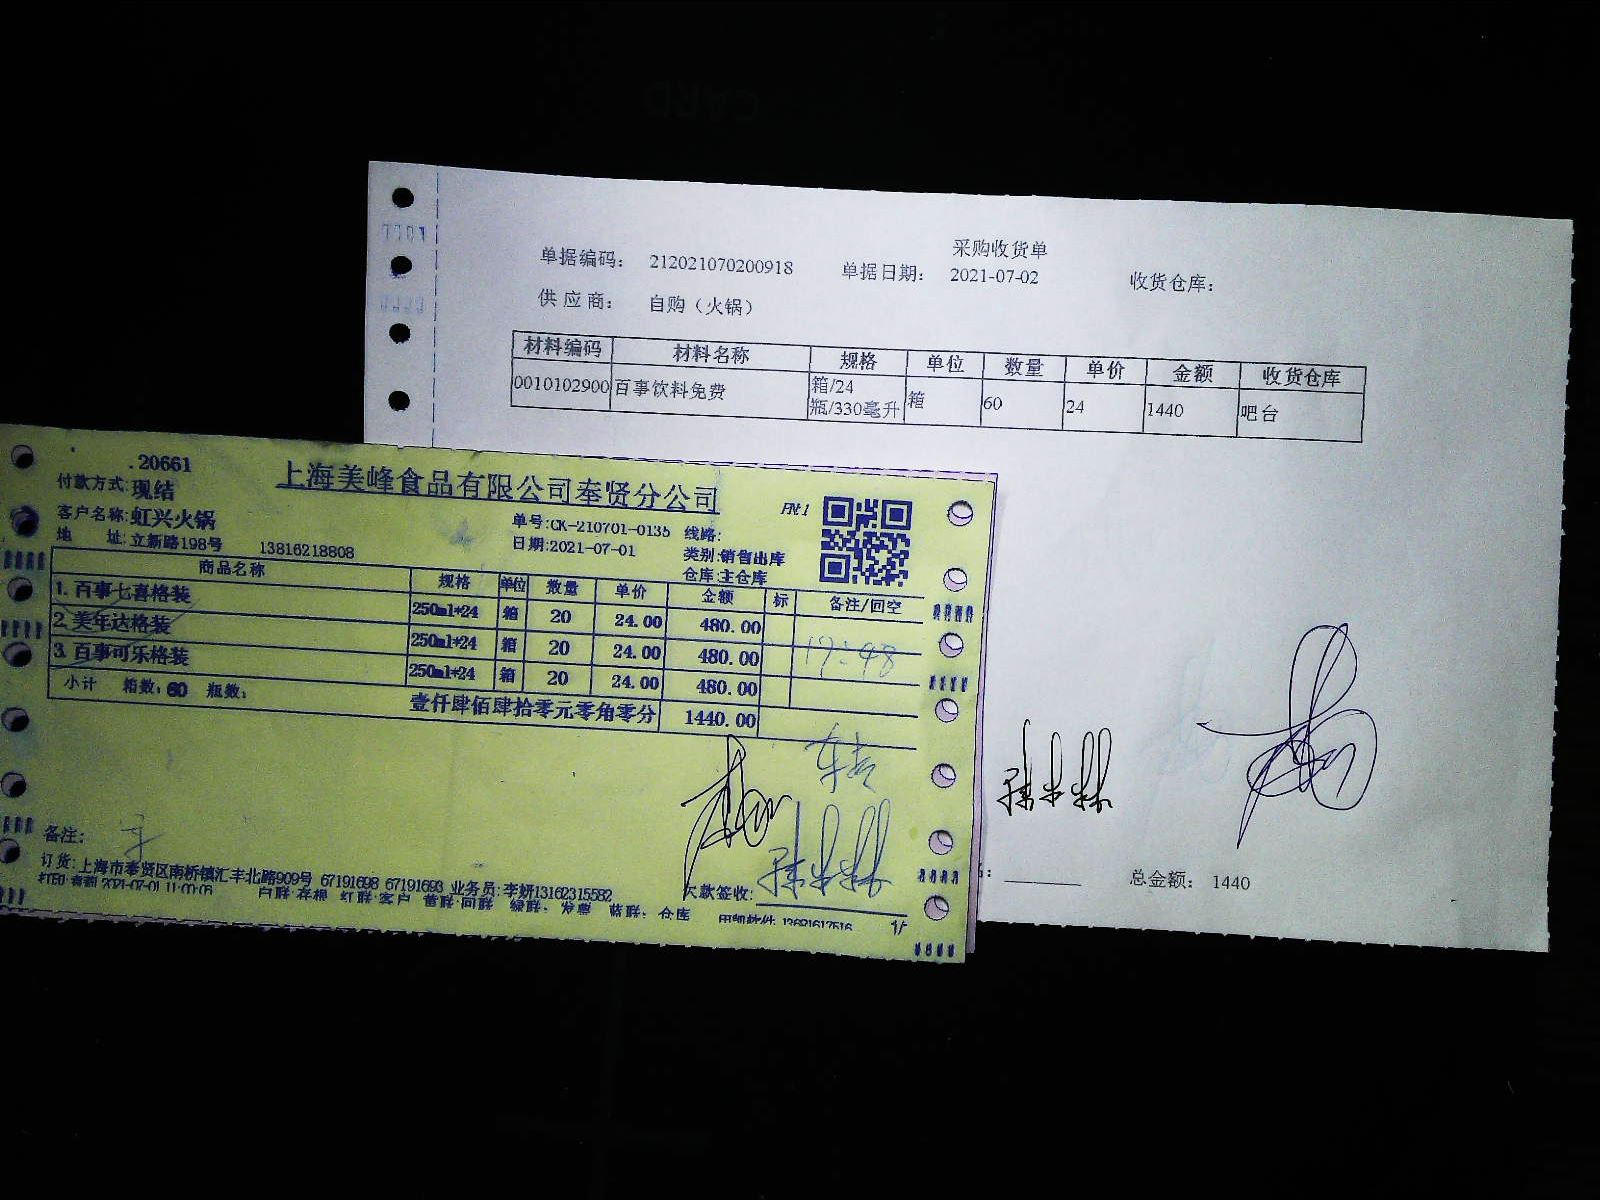 采购收货单
单据编码: 212021070200918 单据日期: 2021-07-02 收货仓库:
供应商: 自购（火锅）
材料编码 材料名称 规格 单位 数量 单价 金额 收货仓库
0010102900 百事饮料免费 箱/24瓶/330毫升 箱 60 24 1440 吧台
总金额: 1440
.20661
上海美峰食品有限公司奉贤分公司
付款方式:现结
客户名称:虹兴火锅 单号:CK-210701-0135 线路:
地 址:立新路198号 13816218808 日期:2021-07-01 类别:销售出库
仓库:主仓库
商品名称 规格 单位 数量 单价 金额 标 备注/回空
1. 百事七喜格装 250ml*24 箱 20 24.00 480.00
2. 美年达格装 250ml*24 箱 20 24.00 480.00
3. 百事可乐格装 250ml*24 箱 20 24.00 480.00
17:48
小计 箱数:60 瓶数: 壹仟肆佰肆拾零元零角零分 1440.00
备注:
订货:上海市奉贤区南桥镇汇丰北路909号 67191698 67191693 业务员:李妍13162315582
欠款签收:
白联:存根 红联:客户 黄联:回联 绿联: 发票 蓝联: 仓库